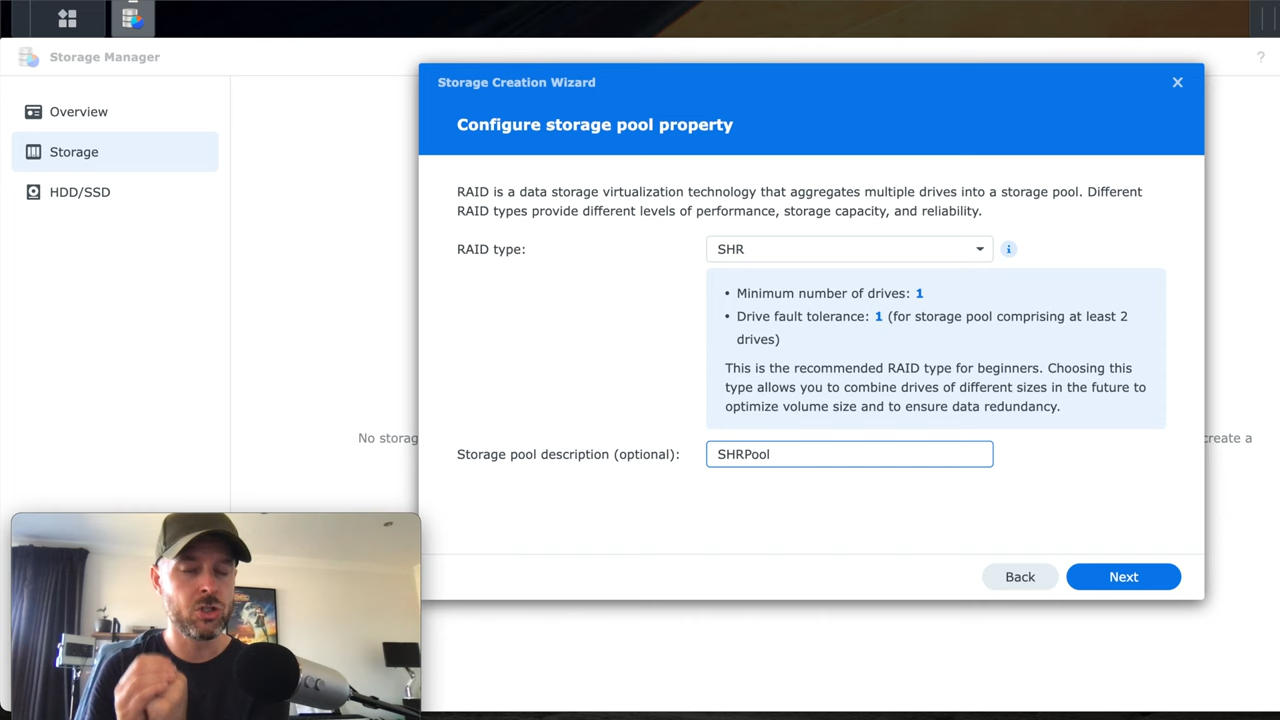 Storage Manager
?
Overview
Storage
HDD/SSD
No storag
create a
Storage Creation Wizard
Configure storage pool property
RAID is a data storage virtualization technology that aggregates multiple drives into a storage pool. Different
RAID types provide different levels of performance, storage capacity, and reliability.
RAID type:
SHR
i
• Minimum number of drives: 1
• Drive fault tolerance: 1 (for storage pool comprising at least 2
drives)
This is the recommended RAID type for beginners. Choosing this
type allows you to combine drives of different sizes in the future to
optimize volume size and to ensure data redundancy.
Storage pool description (optional):
SHRPool
Back
Next